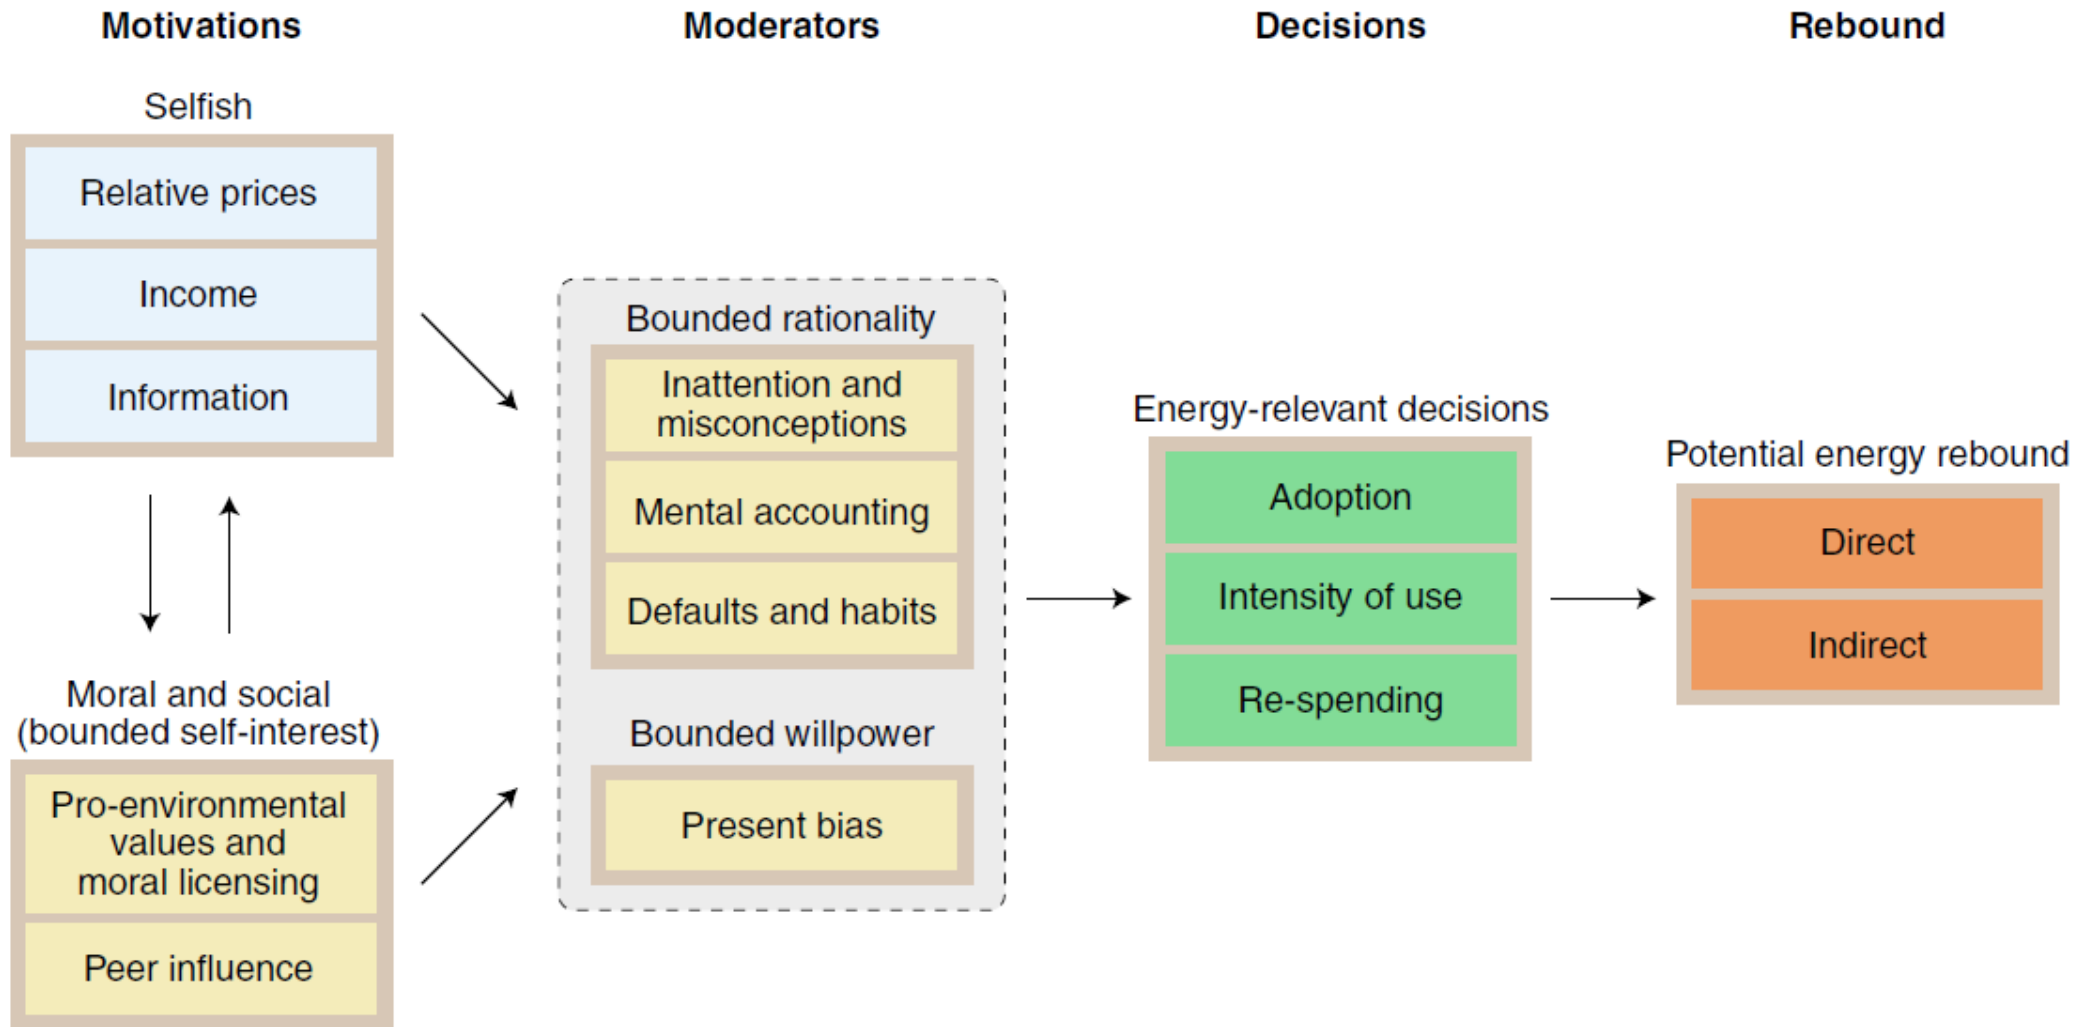 Motivations
Moderators
Decisions
Rebound
Selfish
Relative prices
Income
Information
Moral and social
(bounded self-interest)
Pro-environmental
values and
moral licensing
Peer influence
Bounded rationality
Inattention and
misconceptions
Mental accounting
Defaults and habits
Bounded willpower
Present bias
Energy-relevant decisions
Adoption
Intensity of use
Re-spending
Potential energy rebound
Direct
Indirect